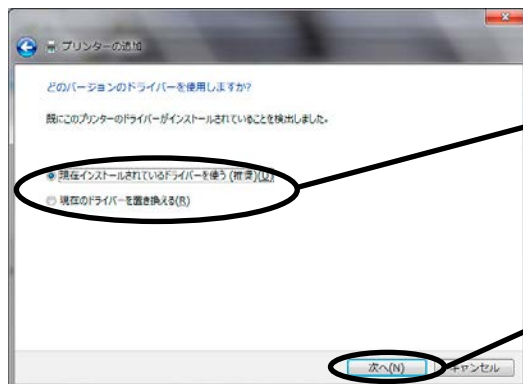 プリンターの追加
どのバージョンのドライバーを使用しますか?
既にこのプリンターのドライバーがインストールされていることを検出しました。
現在インストールされているドライバーを使う (推奨)(U)
現在のドライバーを置き換える(R)
次へ(N)
キャンセル